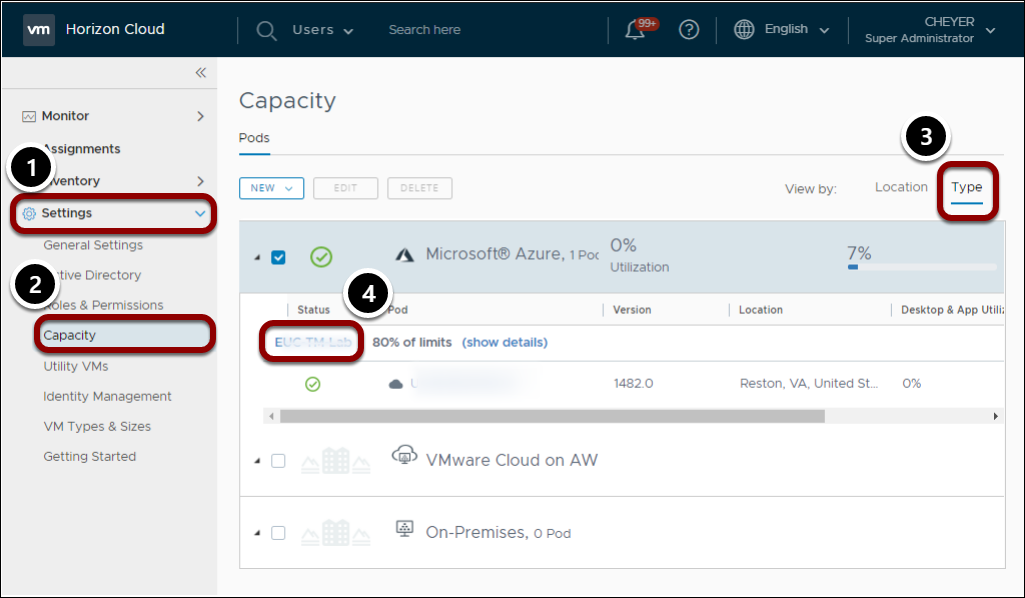 vm Horizon Cloud Users Search here 99+ ? English CHEYER
Super Administrator
«
Monitor
Assignments
Inventory
Settings
General Settings
Active Directory
Roles & Permissions
Capacity
Utility VMs
Identity Management
VM Types & Sizes
Getting Started
1
2
3
4
Capacity
Pods
NEW EDIT DELETE View by: Location Type
Microsoft® Azure, 1 Pod 0% Utilization 7%
Status Pod Version Location Desktop & App Utiliz
EUC-TM-Lab 80% of limits (show details)
U 1482.0 Reston, VA, United St... 0%
VMware Cloud on AW
On-Premises, 0 Pod